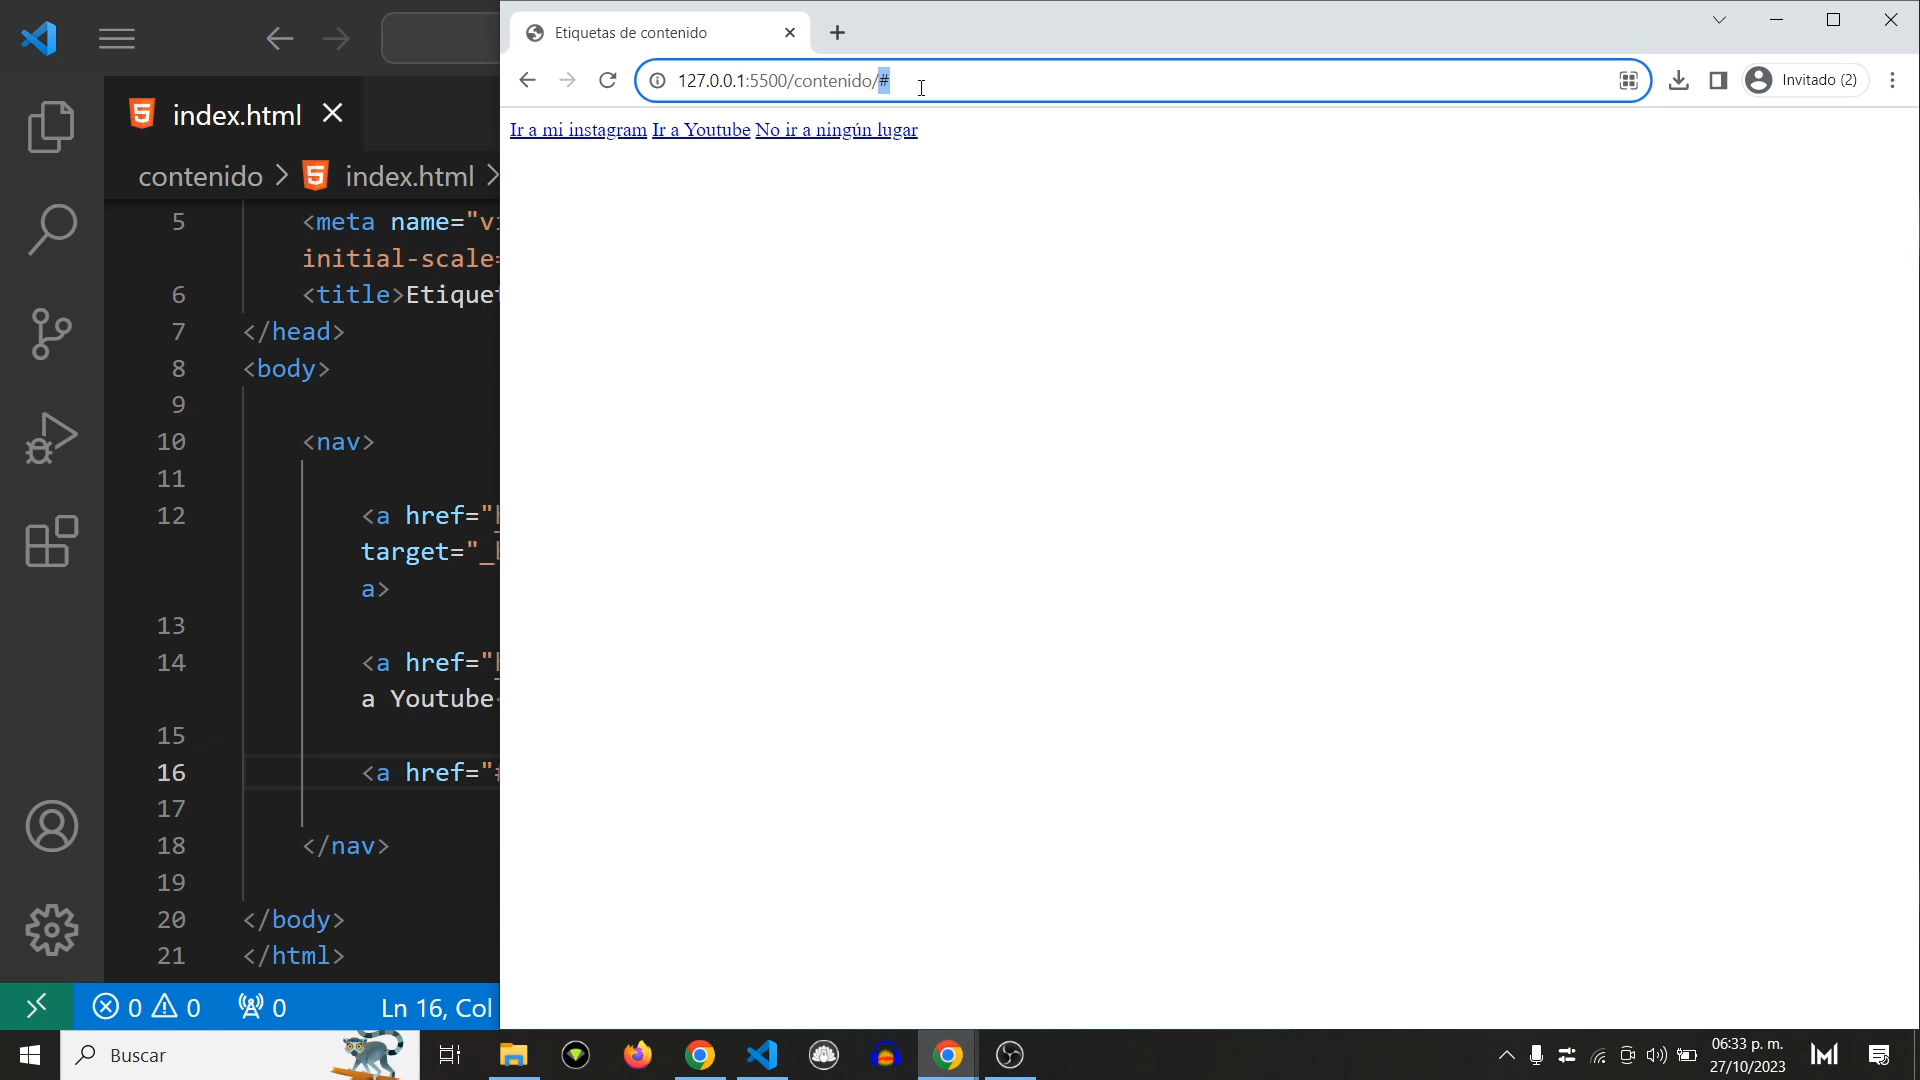 Etiquetas de contenido
127.0.0.1:5500/contenido/#
Invitado (2)
Ir a mi instagram Ir a Youtube No ir a ningún lugar
index.html
contenido > index.html >
5 <meta name="vi
initial-scale=
6 <title>Etiquet
7 </head>
8 <body>
9
10 <nav>
11
12 <a href="h
target="_b
a>
13
14 <a href="h
a Youtube<
15
16 <a href="#
17
18 </nav>
19
20 </body>
21 </html>
0 0 0 Ln 16, Col
Buscar
06:33 p. m.
27/10/2023